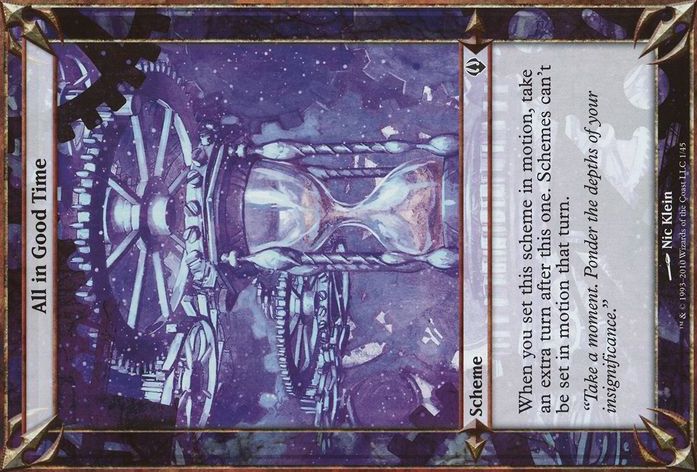 All in Good Time
Scheme
When you set this scheme in motion, take
an extra turn after this one. Schemes can't
be set in motion that turn.
"Take a moment. Ponder the depths of your
insignificance."
Nic Klein
™ & © 1993–2010 Wizards of the Coast LLC 1/45